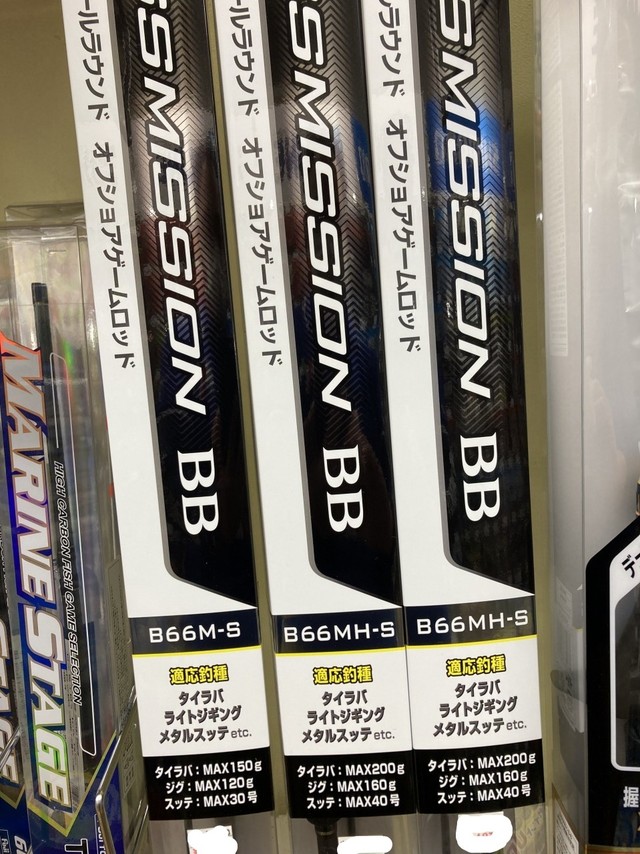 ールラウンド オフショアゲームロッド
SSMISSION BB
B66M-S
適応釣種
タイラバ
ライトジギング
メタルスッテetc.
タイラバ：MAX150g
ジグ：MAX120g
スッテ：MAX30号
ールラウンド オフショアゲームロッド
SSMISSION BB
B66MH-S
適応釣種
タイラバ
ライトジギング
メタルスッテetc.
タイラバ：MAX200g
ジグ：MAX160g
スッテ：MAX40号
ルラウンド オフショアゲームロッド
SMISSION BB
B66MH-S
適応釣種
タイラバ
ライトジギング
メタルスッテetc.
タイラバ：MAX200g
ジグ：MAX160g
スッテ：MAX40号
MARINE STAGE
HIGH CARBON FISH GAME SELECTION
STAGE
デー
握